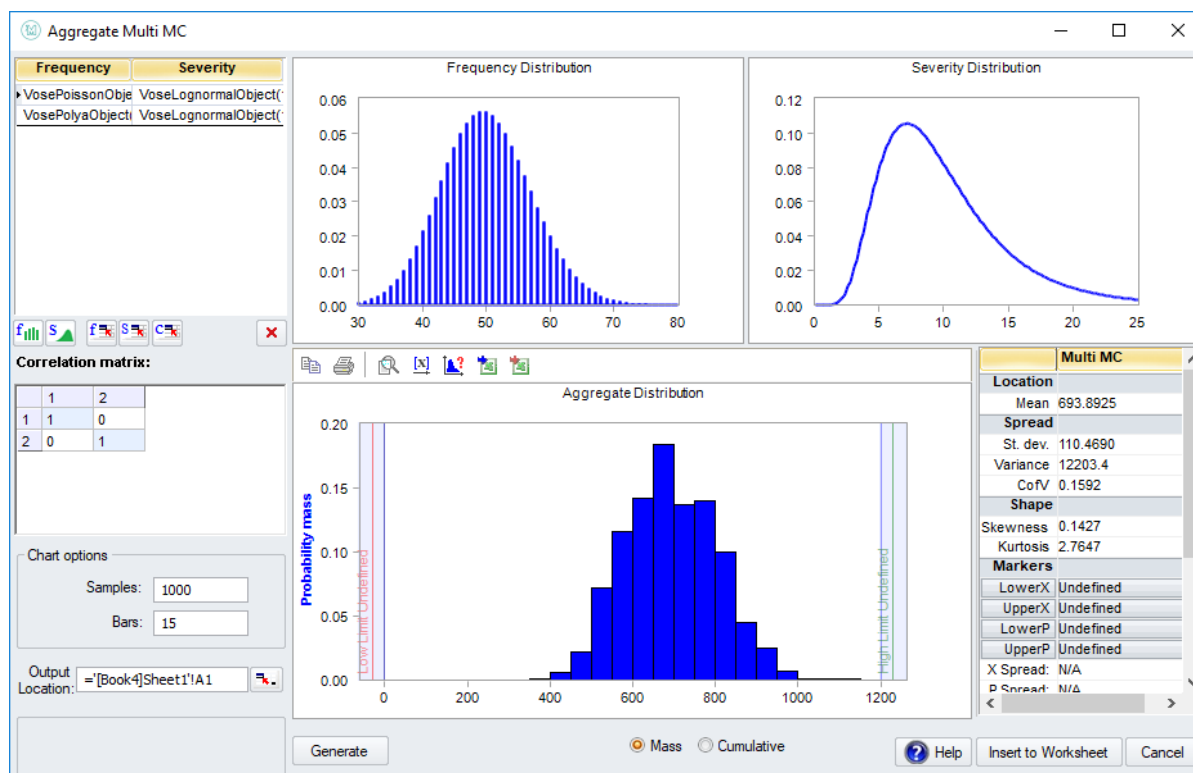 Aggregate Multi MC
Frequency Severity
VosePoissonObje VoseLognormalObject(
VosePolyaObject( VoseLognormalObject(
f S f S C
Correlation matrix:
1 2
1 1 0
2 0 1
Chart options
Samples: 1000
Bars: 15
Output
Location: ='[Book4]Sheet1'!A1
Frequency Distribution
0.06
0.05
0.04
0.03
0.02
0.01
0.00
30 40 50 60 70 80
Severity Distribution
0.12
0.10
0.08
0.06
0.04
0.02
0.00
0 5 10 15 20 25
[X] ?
Aggregate Distribution
Probability mass
0.20
0.15
0.10
0.05
0.00
0 200 400 600 800 1000 1200
Low Limit Undefined
High Limit Undefined
Multi MC
Location
Mean 693.8925
Spread
St. dev. 110.4690
Variance 12203.4
CofV 0.1592
Shape
Skewness 0.1427
Kurtosis 2.7647
Markers
LowerX Undefined
UpperX Undefined
LowerP Undefined
UpperP Undefined
X Spread: N/A
P Spread: N/A
Generate
Mass Cumulative
? Help Insert to Worksheet Cancel